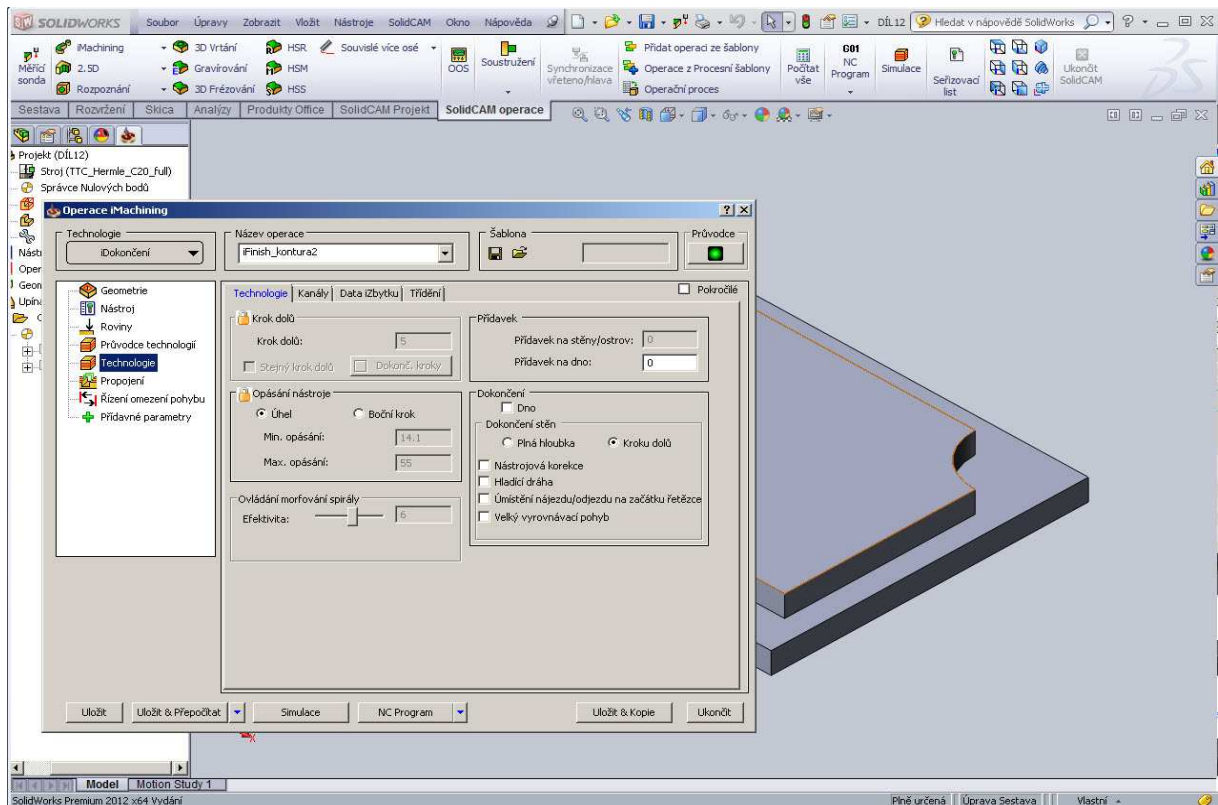 SOLIDWORKS Soubor Úpravy Zobrazit Vložit Nástroje SolidCAM Okno Nápověda DíL12 Hledat v nápovědě SolidWorks
Měřící sonda
iMachining
2.5D
Rozpoznání
3D Vrtání
Gravírování
3D Frézování
HSR
HSM
HSS
Souvislé více osé
OOS
Soustružení
Synchronizace vřeteno/hlava
Přidat operaci ze šablony
Operace z Procesní šablony
Operační proces
Počítat vše
G01
NC Program
Simulace
Seřizovací list
Ukončit SolidCAM
Sestava Rozvržení Skica Analýzy Produkty Office SolidCAM Projekt SolidCAM operace
Projekt (DÍL12)
Stroj (TTC_Hermle_C20_full)
Správce Nulových bodů
Operace iMachining
Technologie
iDokončení
Název operace
iFinish_kontura2
Šablona
Průvodce
Geometrie
Nástroj
Roviny
Průvodce technologií
Technologie
Propojení
Řízení omezení pohybu
Přídavné parametry
Technologie Kanály Data iZbytku Třídění
Pokročilé
Krok dolů
Krok dolů: 5
Stejný krok dolů Dokonč. kroky
Přídavek
Přídavek na stěny/ostrov: 0
Přídavek na dno: 0
Opásání nástroje
Úhel Boční krok
Min. opásání: 14.1
Max. opásání: 55
Dokončení
Dno
Dokončení stěn
Plná hloubka Kroku dolů
Nástrojová korekce
Hladící dráha
Úmístění nájezdu/odjezdu na začátku řetězce
Velký vyrovnávací pohyb
Ovládání morfování spirály
Efektivita: 6
Uložit Uložit & Přepočítat Simulace NC Program Uložit & Kopie Ukončit
Model Motion Study 1
SolidWorks Premium 2012 x64 Vydání Plně určená Úprava Sestava Vlastní